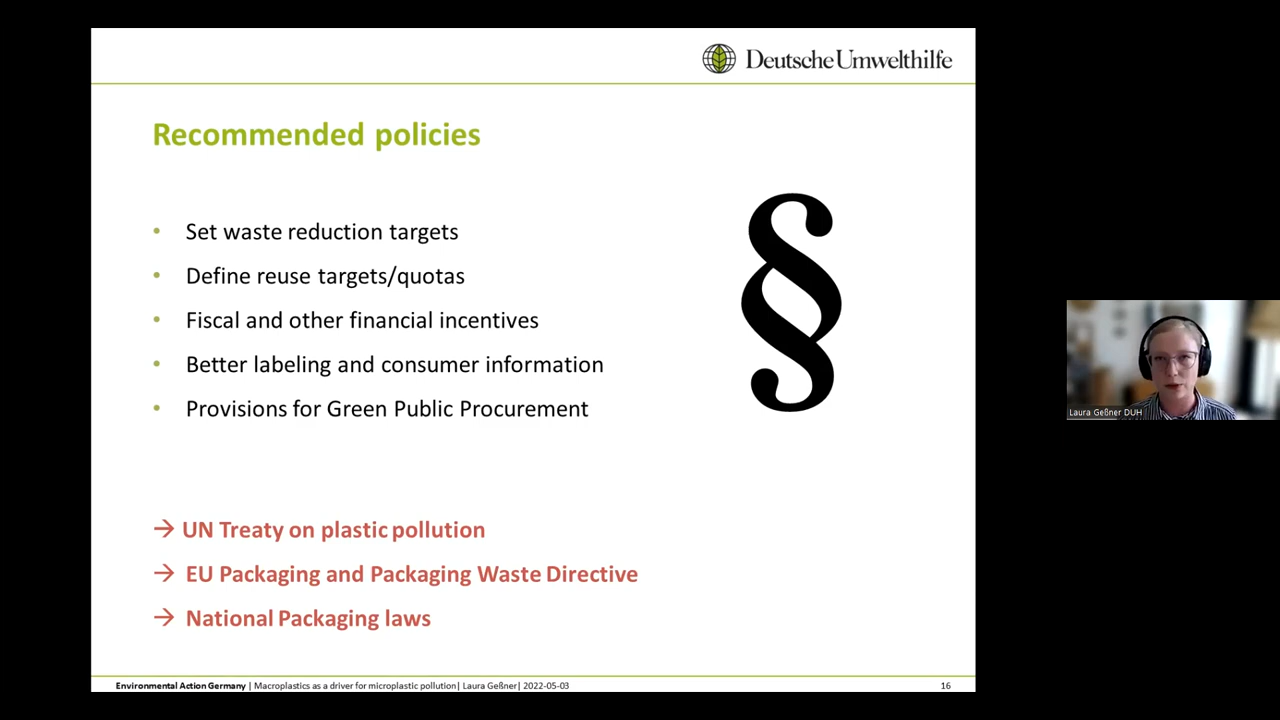 Deutsche Umwelthilfe
Recommended policies
§
• Set waste reduction targets
• Define reuse targets/quotas
• Fiscal and other financial incentives
• Better labeling and consumer information
• Provisions for Green Public Procurement
→ UN Treaty on plastic pollution
→ EU Packaging and Packaging Waste Directive
→ National Packaging laws
Laura Geßner DUH
Environmental Action Germany | Macroplastics as a driver for microplastic pollution| Laura Geßner| 2022-05-03
16